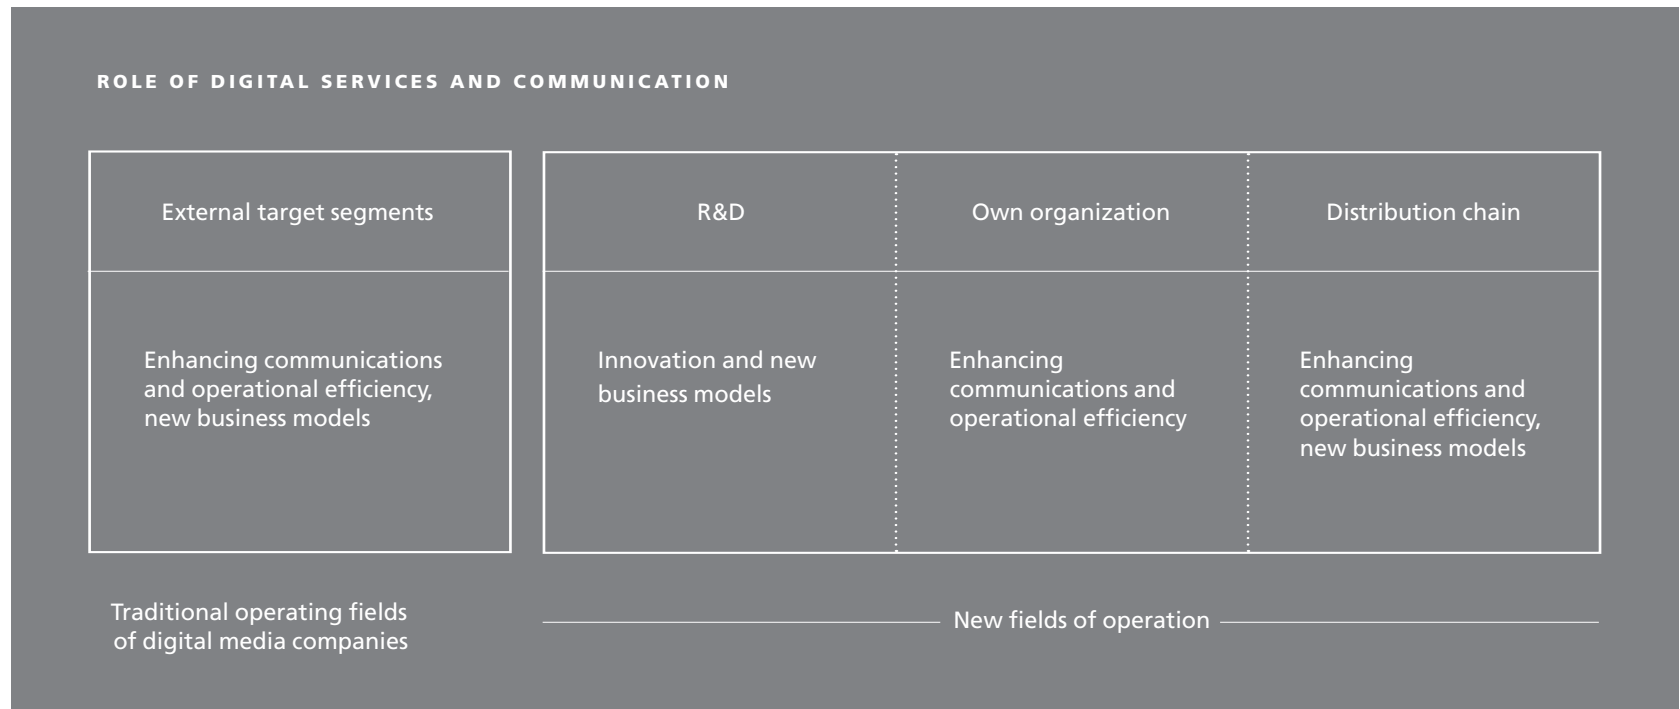 ROLE OF DIGITAL SERVICES AND COMMUNICATION
External target segments
Enhancing communications
and operational efficiency,
new business models
Traditional operating fields
of digital media companies
R&D
Innovation and new
business models
Own organization
Enhancing
communications and
operational efficiency
Distribution chain
Enhancing
communications and
operational efficiency,
new business models
New fields of operation